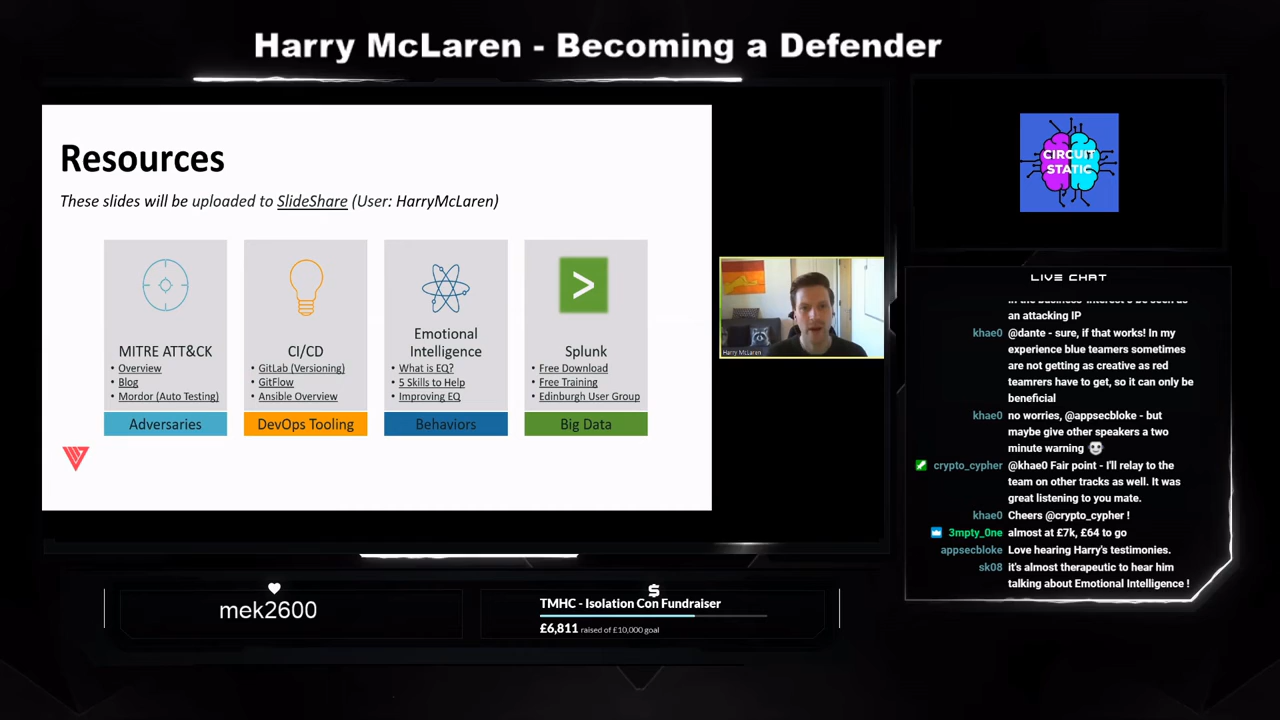 Harry McLaren - Becoming a Defender
Resources
These slides will be uploaded to SlideShare (User: HarryMcLaren)
MITRE ATT&CK
• Overview
• Blog
• Mordor (Auto Testing)
Adversaries
CI/CD
• GitLab (Versioning)
• GitFlow
• Ansible Overview
DevOps Tooling
Emotional
Intelligence
• What is EQ?
• 5 Skills to Help
• Improving EQ
Behaviors
>
Splunk
• Free Download
• Free Training
• Edinburgh User Group
Big Data
Harry McLaren
CIRCUIT
STATIC
LIVE CHAT
an attacking IP
khae0 @dante - sure, if that works! In my
experience blue teamers sometimes
are not getting as creative as red
teamrers have to get, so it can only be
beneficial
khae0 no worries, @appsecbloke - but
maybe give other speakers a two
minute warning
crypto_cypher @khae0 Fair point - I'll relay to the
team on other tracks as well. It was
great listening to you mate.
khae0 Cheers @crypto_cypher !
3mpty_0ne almost at £7k, £64 to go
appsecbloke Love hearing Harry's testimonies.
sk08 it's almost therapeutic to hear him
talking about Emotional Intelligence !
mek2600
$
TMHC - Isolation Con Fundraiser
£6,811 raised of £10,000 goal